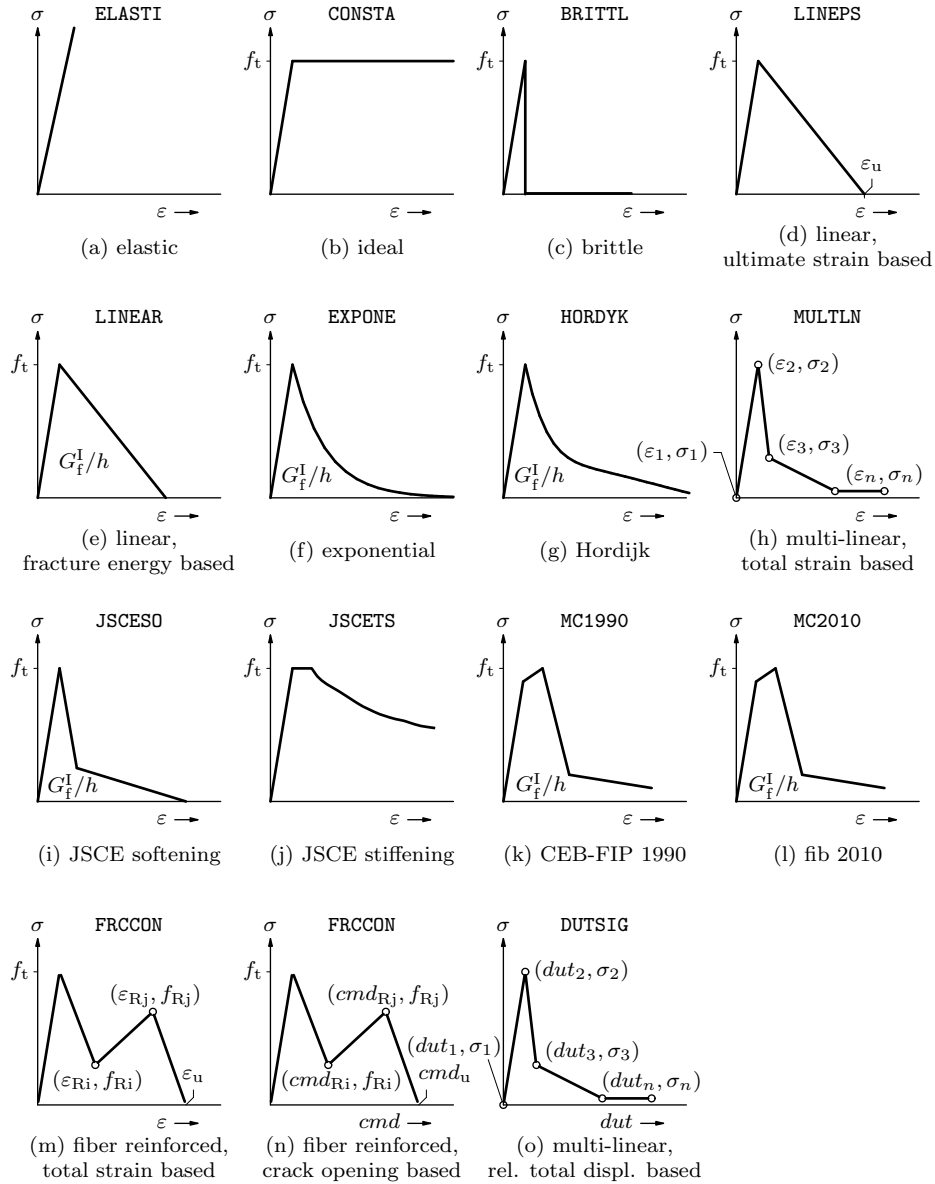 σ ELASTI
ε
(a) elastic
σ CONSTA
f_t
ε
(b) ideal
σ BRITTL
f_t
ε
(c) brittle
σ LINEPS
f_t
ε_u
ε
(d) linear,
ultimate strain based
σ LINEAR
f_t
G_f^I/h
ε
(e) linear,
fracture energy based
σ EXPONE
f_t
G_f^I/h
ε
(f) exponential
σ HORDYK
f_t
G_f^I/h
ε
(g) Hordijk
σ MULTLN
(ε_2, σ_2)
(ε_1, σ_1)
(ε_3, σ_3)
(ε_n, σ_n)
ε
(h) multi-linear,
total strain based
σ JSCESO
f_t
G_f^I/h
ε
(i) JSCE softening
σ JSCETS
f_t
ε
(j) JSCE stiffening
σ MC1990
f_t
G_f^I/h
ε
(k) CEB-FIP 1990
σ MC2010
f_t
G_f^I/h
ε
(l) fib 2010
σ FRCCON
f_t
(ε_Rj, f_Rj)
(ε_Ri, f_Ri)
ε_u
ε
(m) fiber reinforced,
total strain based
σ FRCCON
f_t
(cmd_Rj, f_Rj)
(cmd_Ri, f_Ri)
cmd_u
cmd
(n) fiber reinforced,
crack opening based
σ DUTSIG
(dut_2, σ_2)
(dut_1, σ_1)
(dut_3, σ_3)
(dut_n, σ_n)
dut
(o) multi-linear,
rel. total displ. based